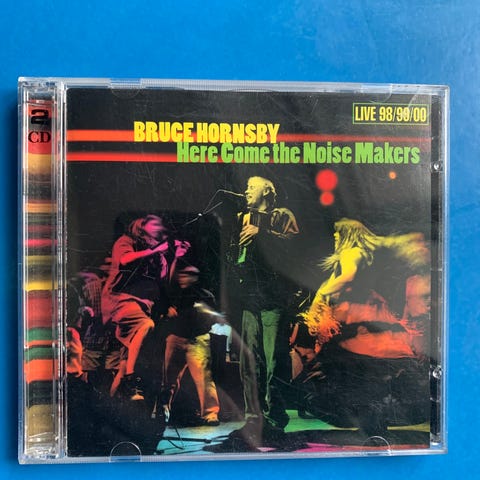 LIVE 98/99/00
BRUCE HORNSBY
Here Come the Noise Makers
2
CD